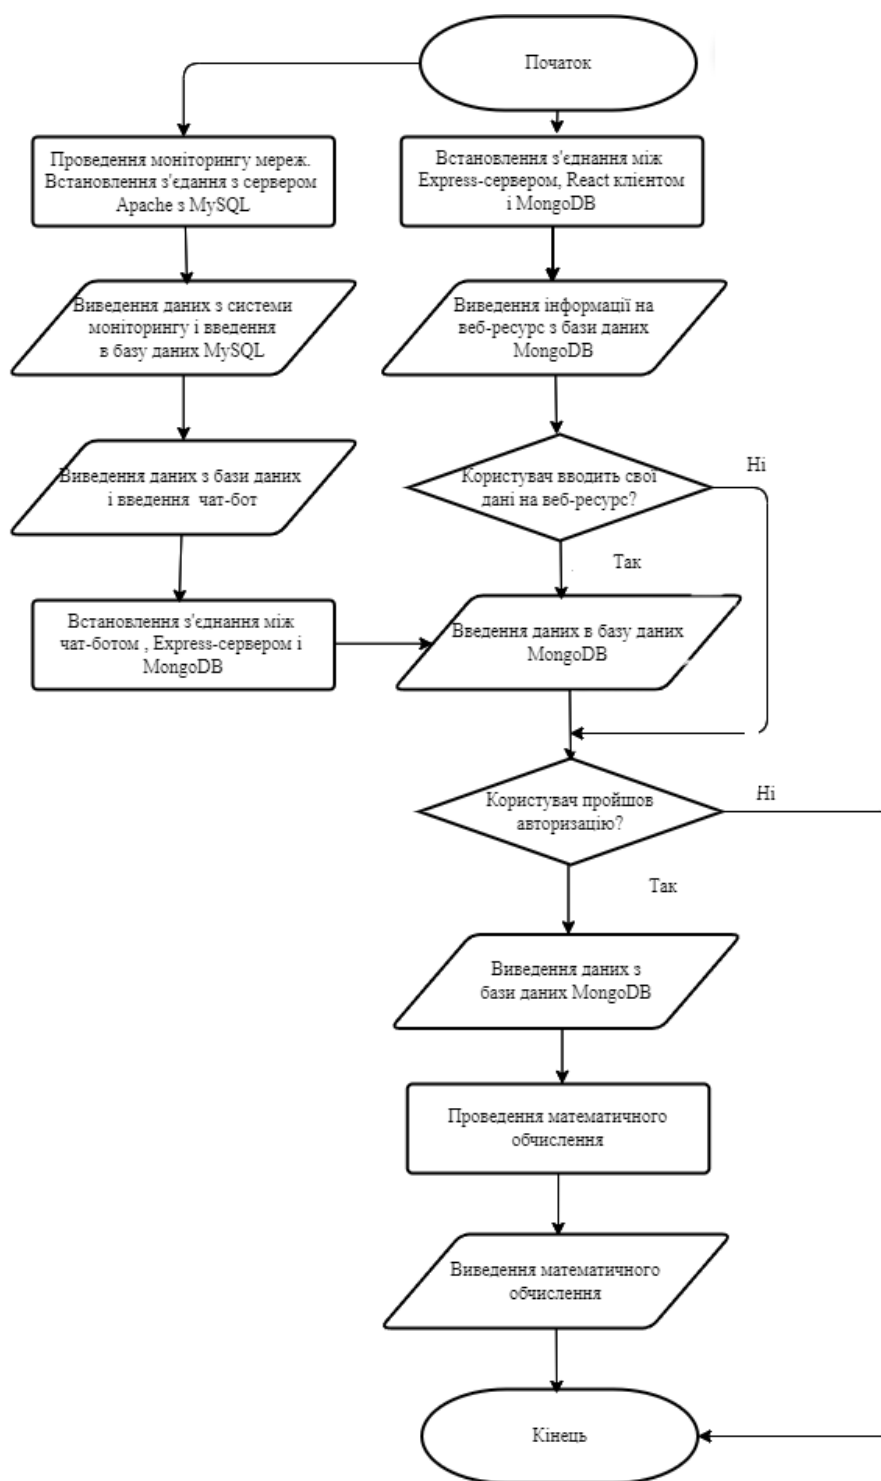 Початок
Проведення моніторингу мереж.
Встановлення з'єдання з сервером
Apache з MySQL
Встановлення з'єднання між
Express-сервером, React клієнтом
і MongoDB
Виведення даних з системи
моніторингу і введення
в базу даних MySQL
Виведення інформації на
веб-ресурс з бази даних
MongoDB
Виведення даних з бази даних
і введення чат-бот
Користувач вводить свої
дані на веб-ресурс?
Ні
Так
Встановлення з'єднання між
чат-ботом , Express-сервером і
MongoDB
Введення даних в базу даних
MongoDB
Користувач пройшов
авторизацію?
Ні
Так
Виведення даних з
бази даних MongoDB
Проведення математичного
обчислення
Виведення математичного
обчислення
Кінець